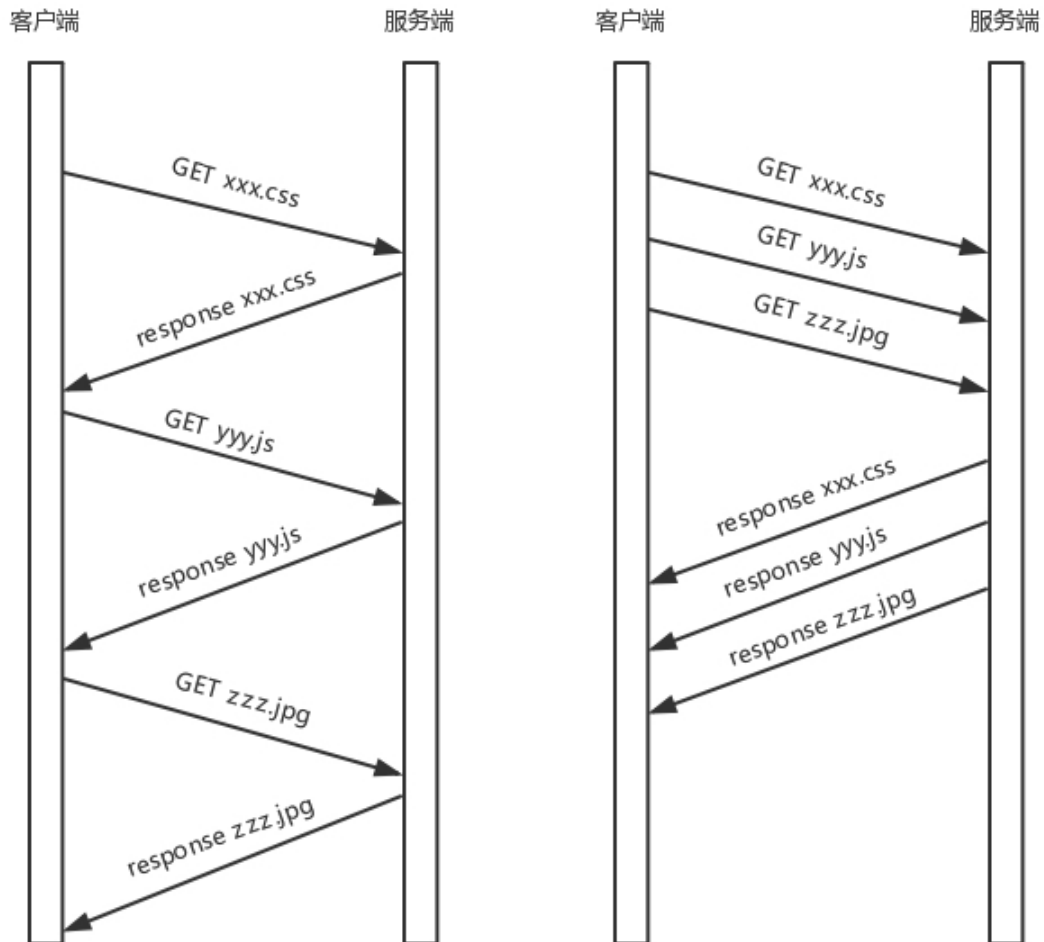 客户端
服务端
GET xxx.css
response xxx.css
GET yyy.js
response yyy.js
GET zzz.jpg
response zzz.jpg
客户端
服务端
GET xxx.css
GET yyy.js
GET zzz.jpg
response xxx.css
response yyy.js
response zzz.jpg